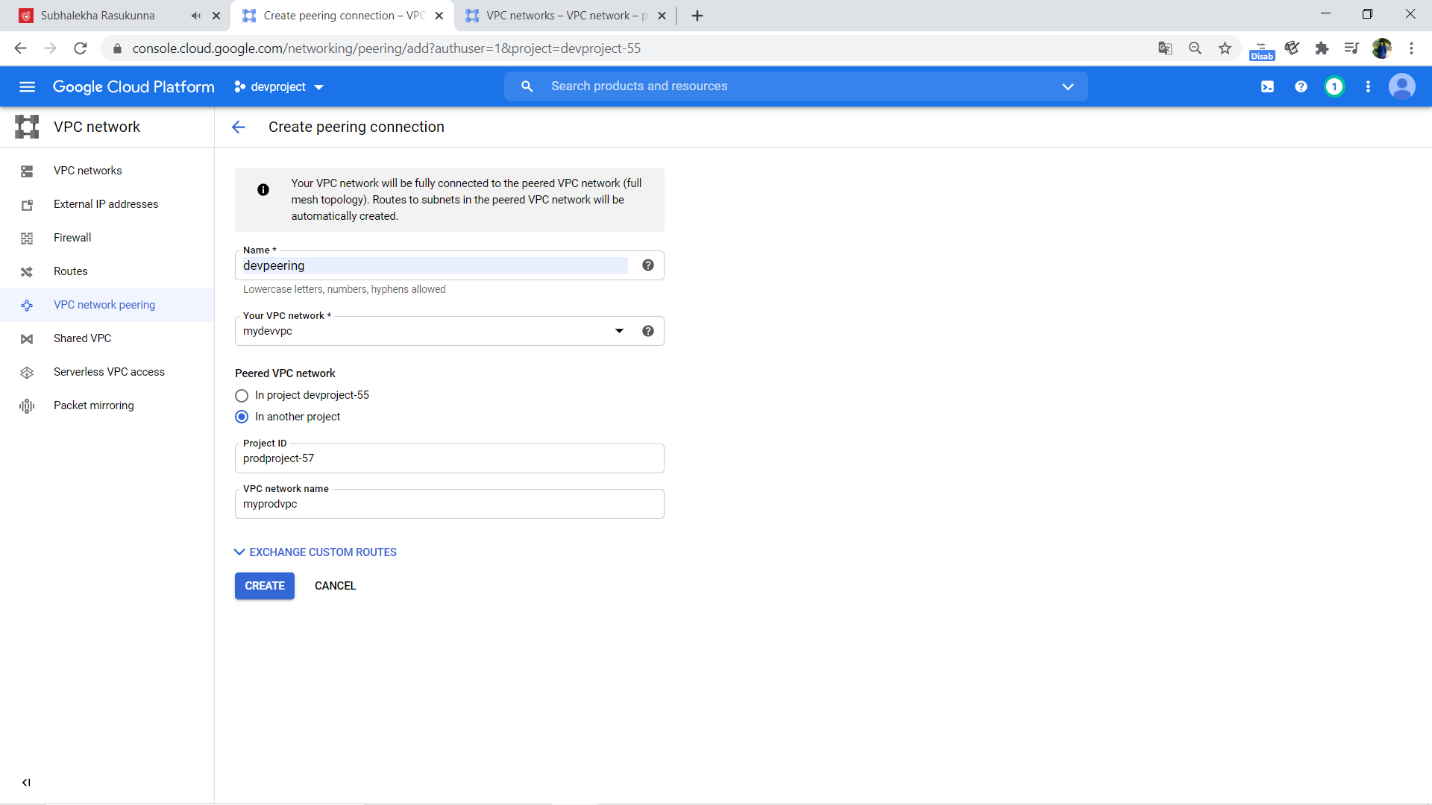 Subhalekha Rasukunna
Create peering connection – VPC
VPC networks – VPC network – p
console.cloud.google.com/networking/peering/add?authuser=1&project=devproject-55
Disab
Google Cloud Platform
devproject
Search products and resources
1
VPC network
Create peering connection
VPC networks
External IP addresses
Firewall
Routes
VPC network peering
Shared VPC
Serverless VPC access
Packet mirroring
Your VPC network will be fully connected to the peered VPC network (full
mesh topology). Routes to subnets in the peered VPC network will be
automatically created.
Name *
devpeering
Lowercase letters, numbers, hyphens allowed
Your VPC network *
mydevvpc
Peered VPC network
In project devproject-55
In another project
Project ID
prodproject-57
VPC network name
myprodvpc
EXCHANGE CUSTOM ROUTES
CREATE
CANCEL